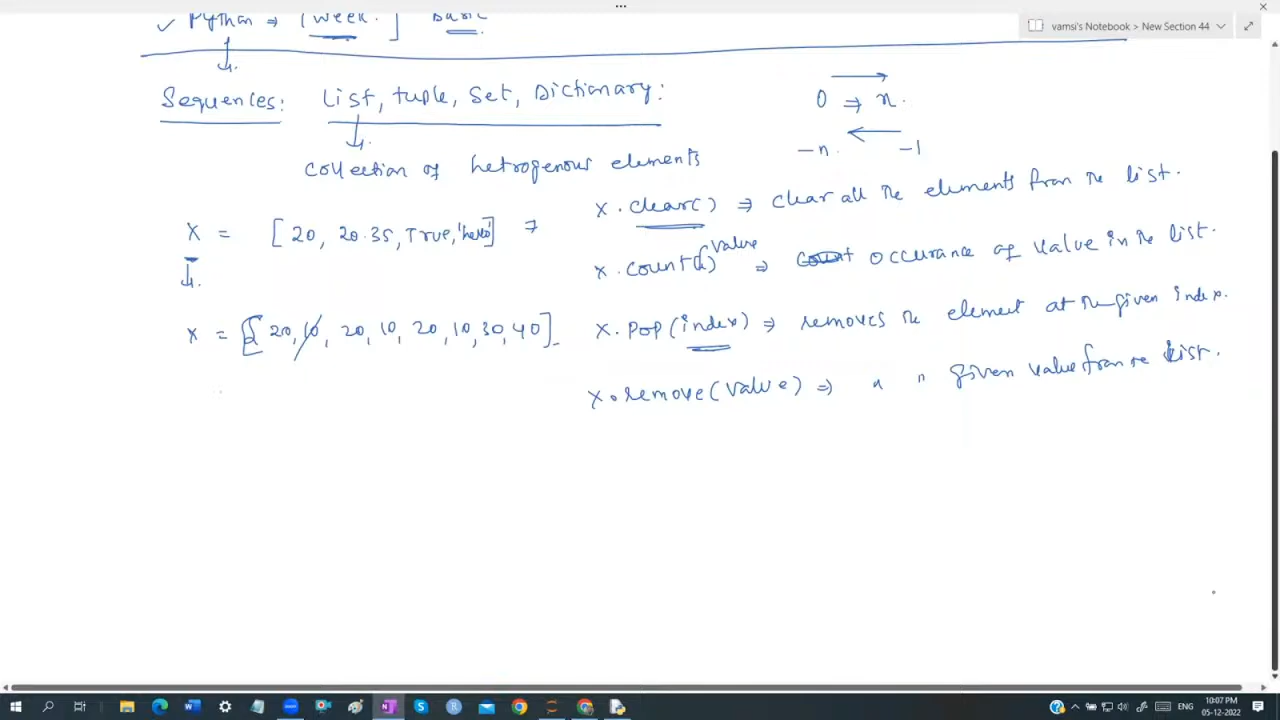 ...
vamsi's Notebook > New Section 44
✓ Python ⇒ [week.] Basic
Sequences: List, tuple, Set, Dictionary:
0 ⇒ n.
-n. -1
Collection of hetrogenous elements
X = [20, 20.35, True, 'hello']
x.clear() ⇒ clear all the elements from the list.
x.count() value ⇒ occurance of value in the list.
X = [20, 10, 20, 10, 20, 10, 30, 40]
x.pop(index) ⇒ removes the element at the given index.
x.remove(value) ⇒ " " given value from the list.
ENG
10:07 PM
05-12-2022